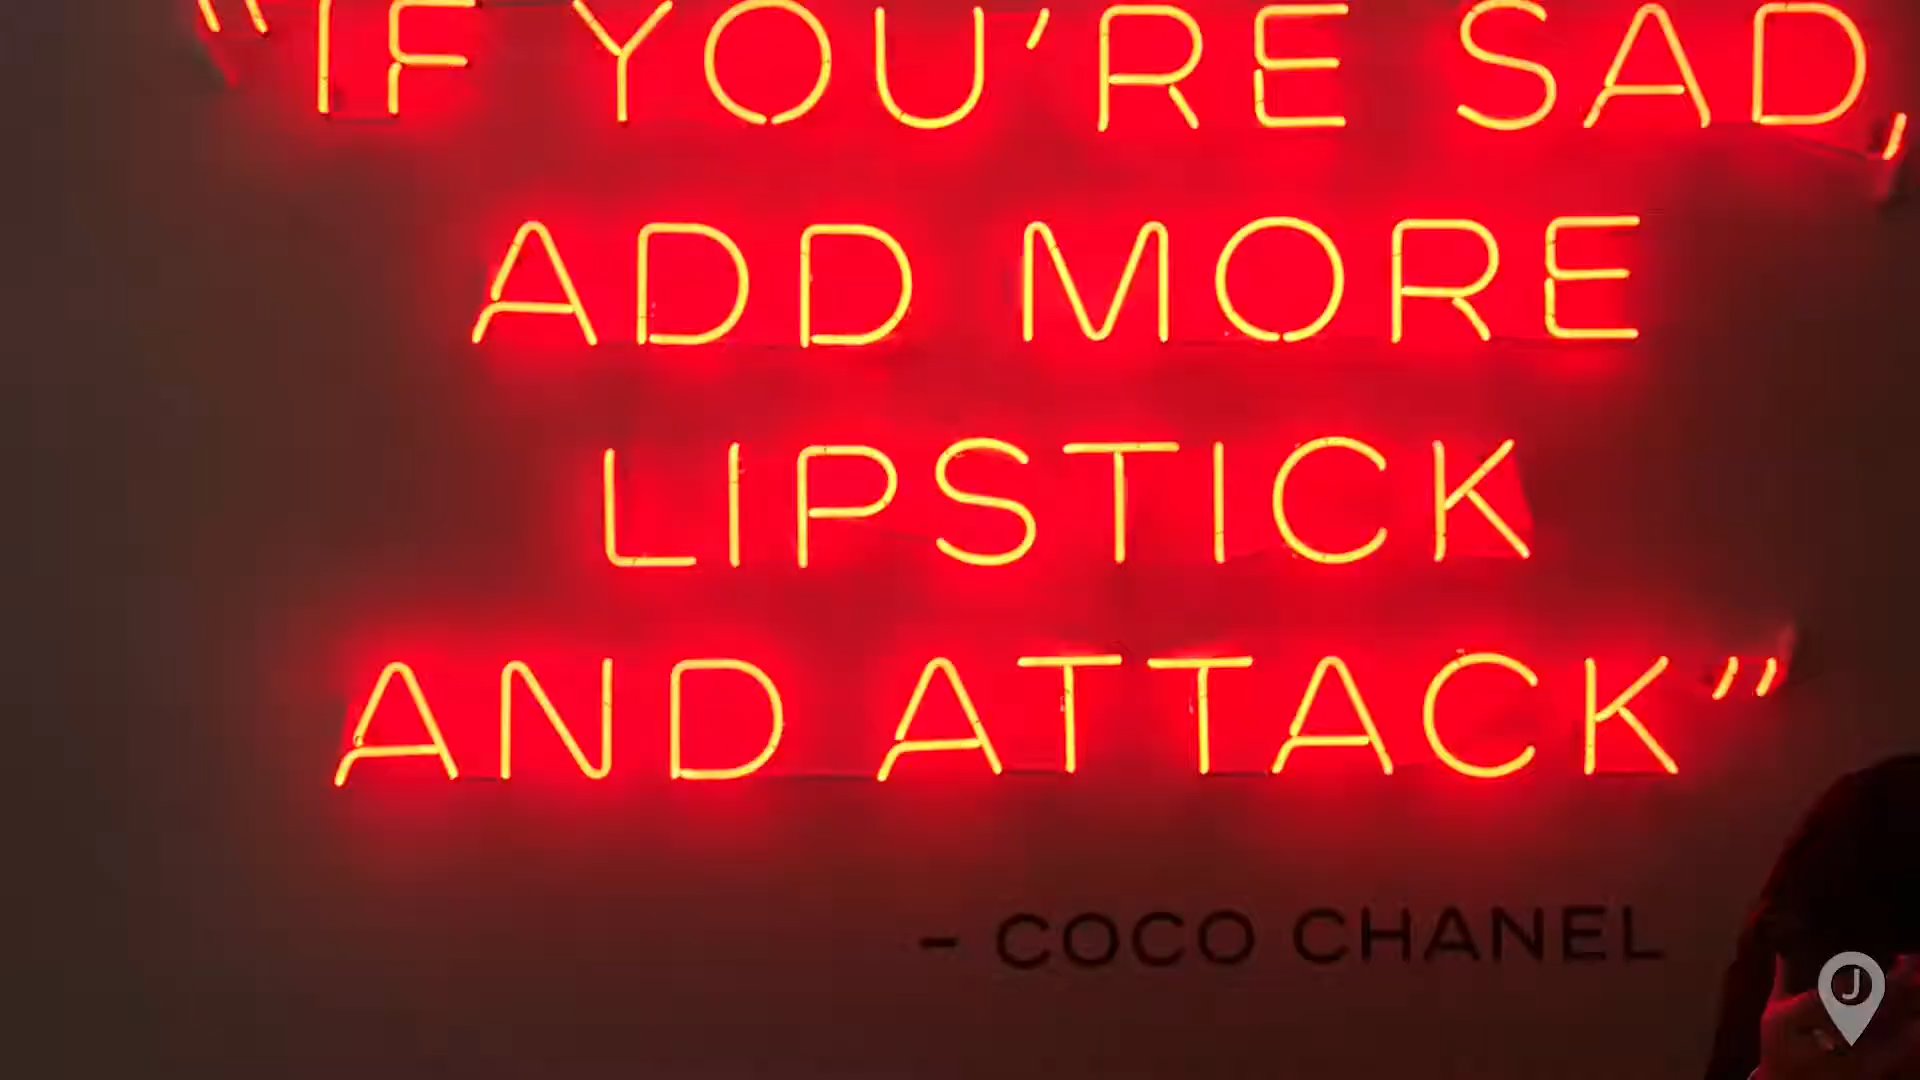 “IF YOU’RE SAD,
ADD MORE
LIPSTICK
AND ATTACK”
– COCO CHANEL
J